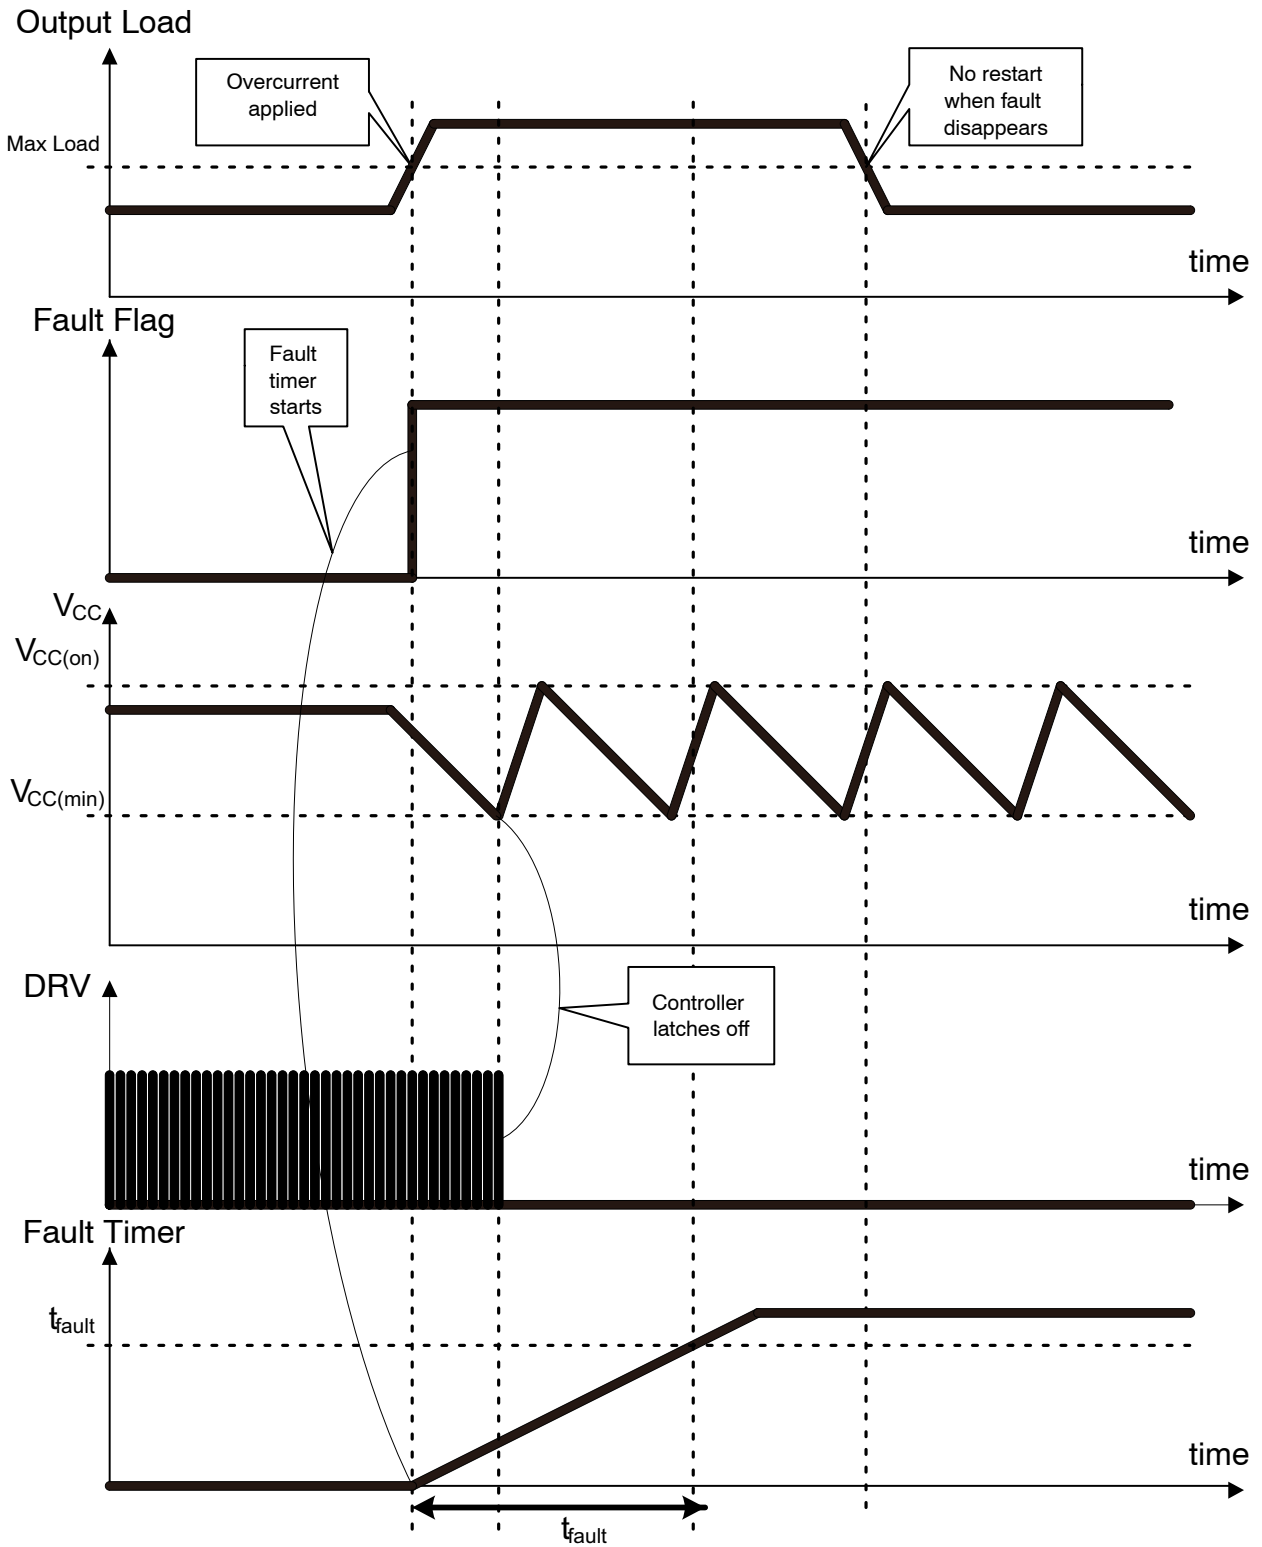 Output Load
Overcurrent
applied
No restart
when fault
disappears
Max Load
time
Fault Flag
Fault
timer
starts
time
VCC
VCC(on)
VCC(min)
time
DRV
Controller
latches off
time
Fault Timer
tfault
time
tfault